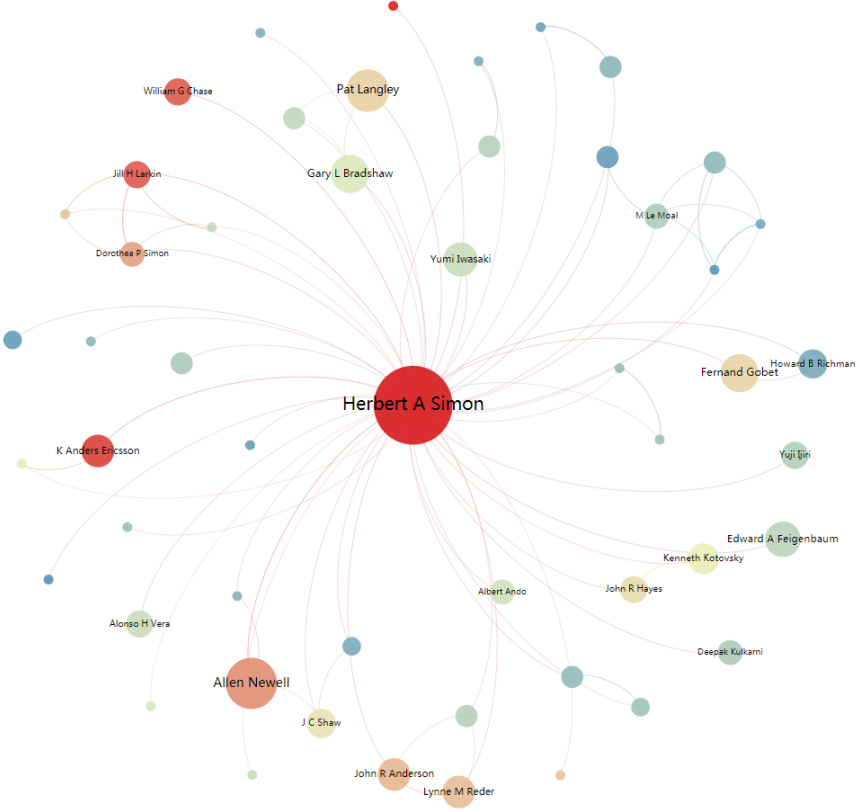 Pat Langley
William G Chase
Jill H Larkin
Gary L Bradshaw
M Le Moal
Dorothea P Simon
Yumi Iwasaki
Howard B Richman
Fernand Gobet
Herbert A Simon
K Anders Ericsson
Yuji Ijiri
Edward A Feigenbaum
Kenneth Kotovsky
John R Hayes
Albert Ando
Alonso H Vera
Deepak Kulkarni
Allen Newell
J C Shaw
John R Anderson
Lynne M Reder